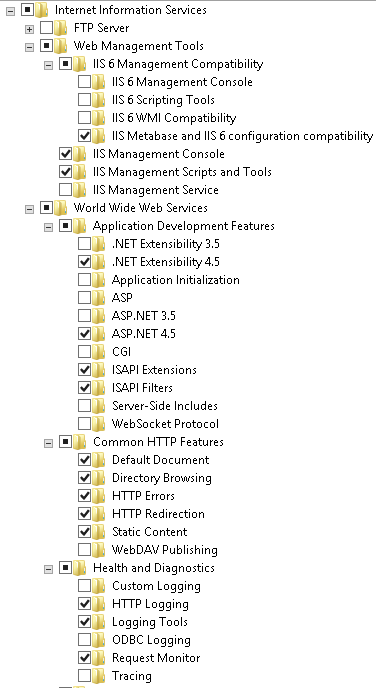 Internet Information Services
FTP Server
Web Management Tools
IIS 6 Management Compatibility
IIS 6 Management Console
IIS 6 Scripting Tools
IIS 6 WMI Compatibility
IIS Metabase and IIS 6 configuration compatibility
IIS Management Console
IIS Management Scripts and Tools
IIS Management Service
World Wide Web Services
Application Development Features
.NET Extensibility 3.5
.NET Extensibility 4.5
Application Initialization
ASP
ASP.NET 3.5
ASP.NET 4.5
CGI
ISAPI Extensions
ISAPI Filters
Server-Side Includes
WebSocket Protocol
Common HTTP Features
Default Document
Directory Browsing
HTTP Errors
HTTP Redirection
Static Content
WebDAV Publishing
Health and Diagnostics
Custom Logging
HTTP Logging
Logging Tools
ODBC Logging
Request Monitor
Tracing